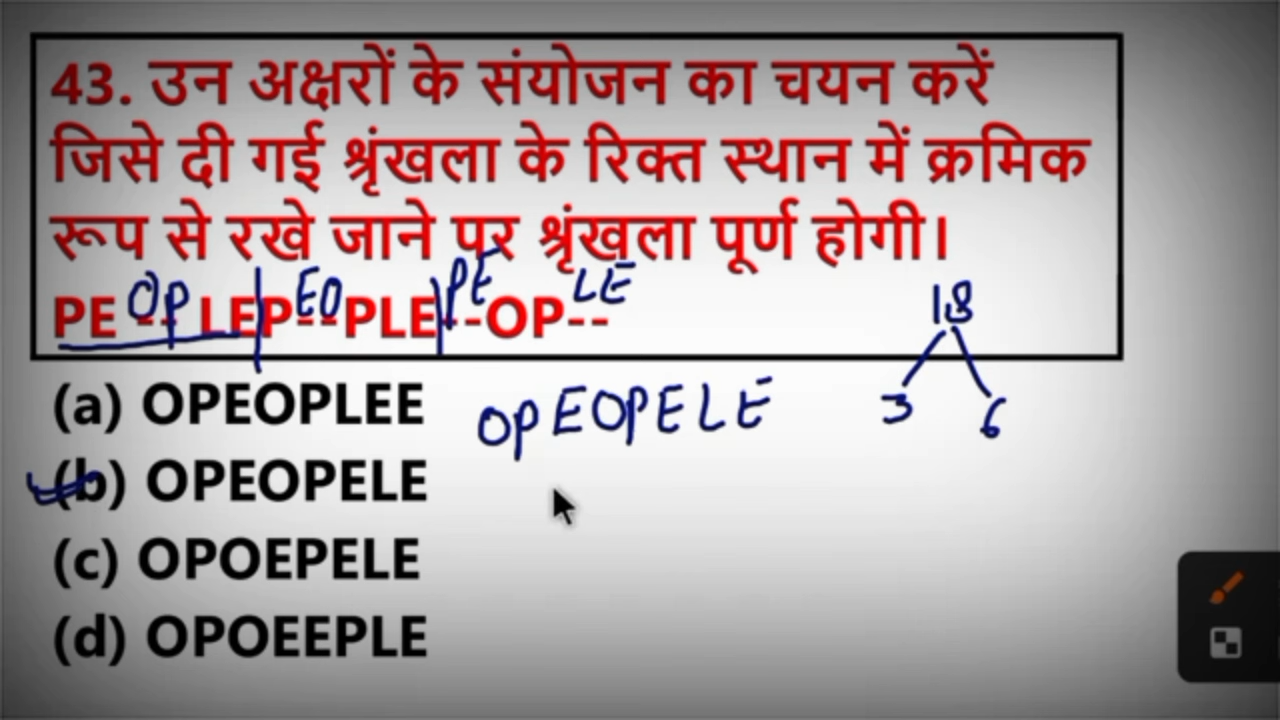 43. उन अक्षरों के संयोजन का चयन करें
जिसे दी गई श्रृंखला के रिक्त स्थान में क्रमिक
रूप से रखे जाने पर श्रृंखला पूर्ण होगी।
OP EO PE LE
PE -- LEP--PLE--OP--
18
3 6
(a) OPEOPLEE
OPEOPELE
(b) OPEOPELE
(c) OPOEPELE
(d) OPOEEPLE